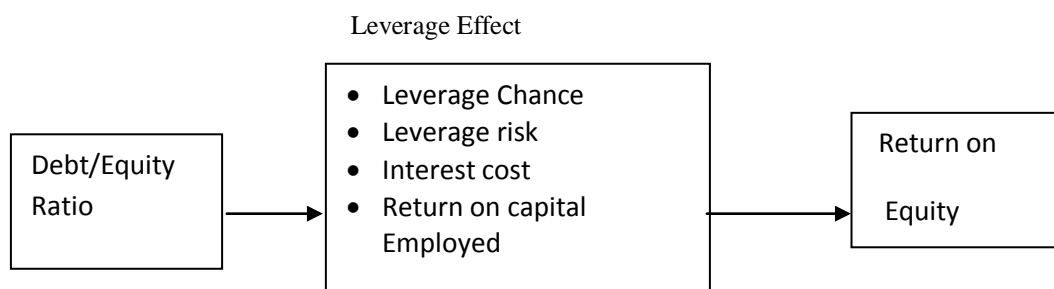 Leverage Effect
Debt/Equity
Ratio
• Leverage Chance
• Leverage risk
• Interest cost
• Return on capital
Employed
Return on
Equity